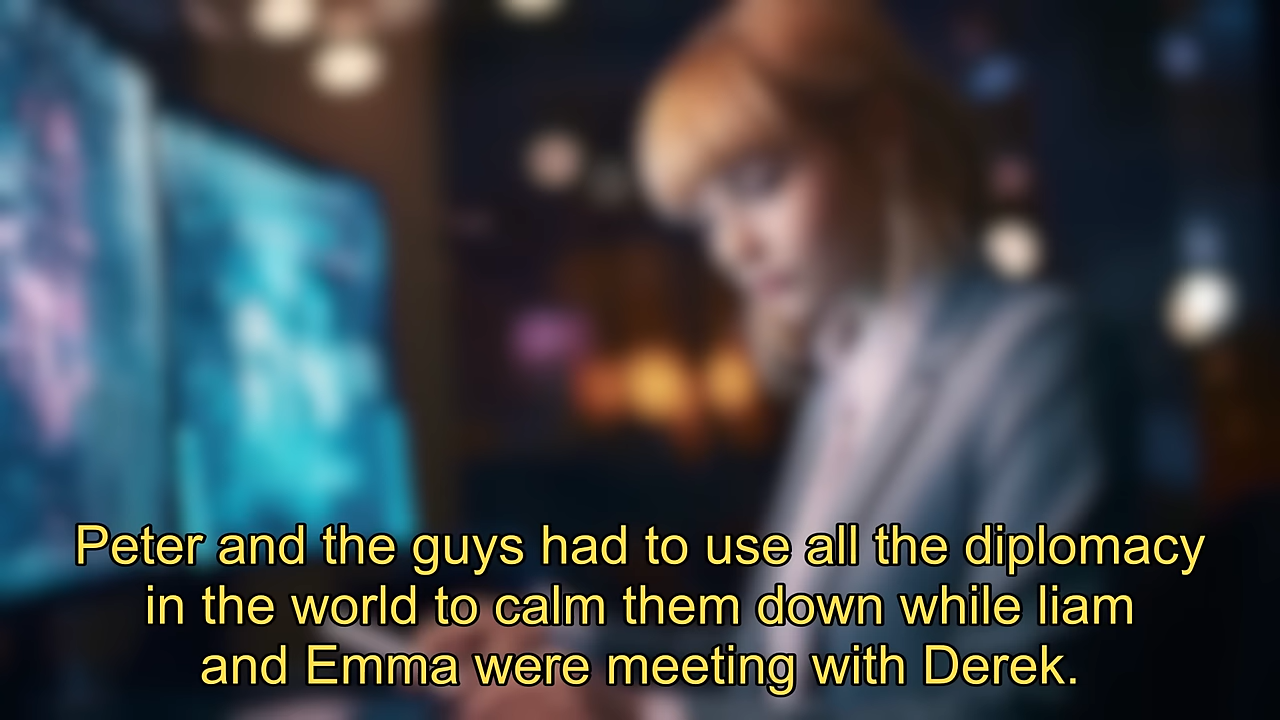 Peter and the guys had to use all the diplomacy
in the world to calm them down while liam
and Emma were meeting with Derek.